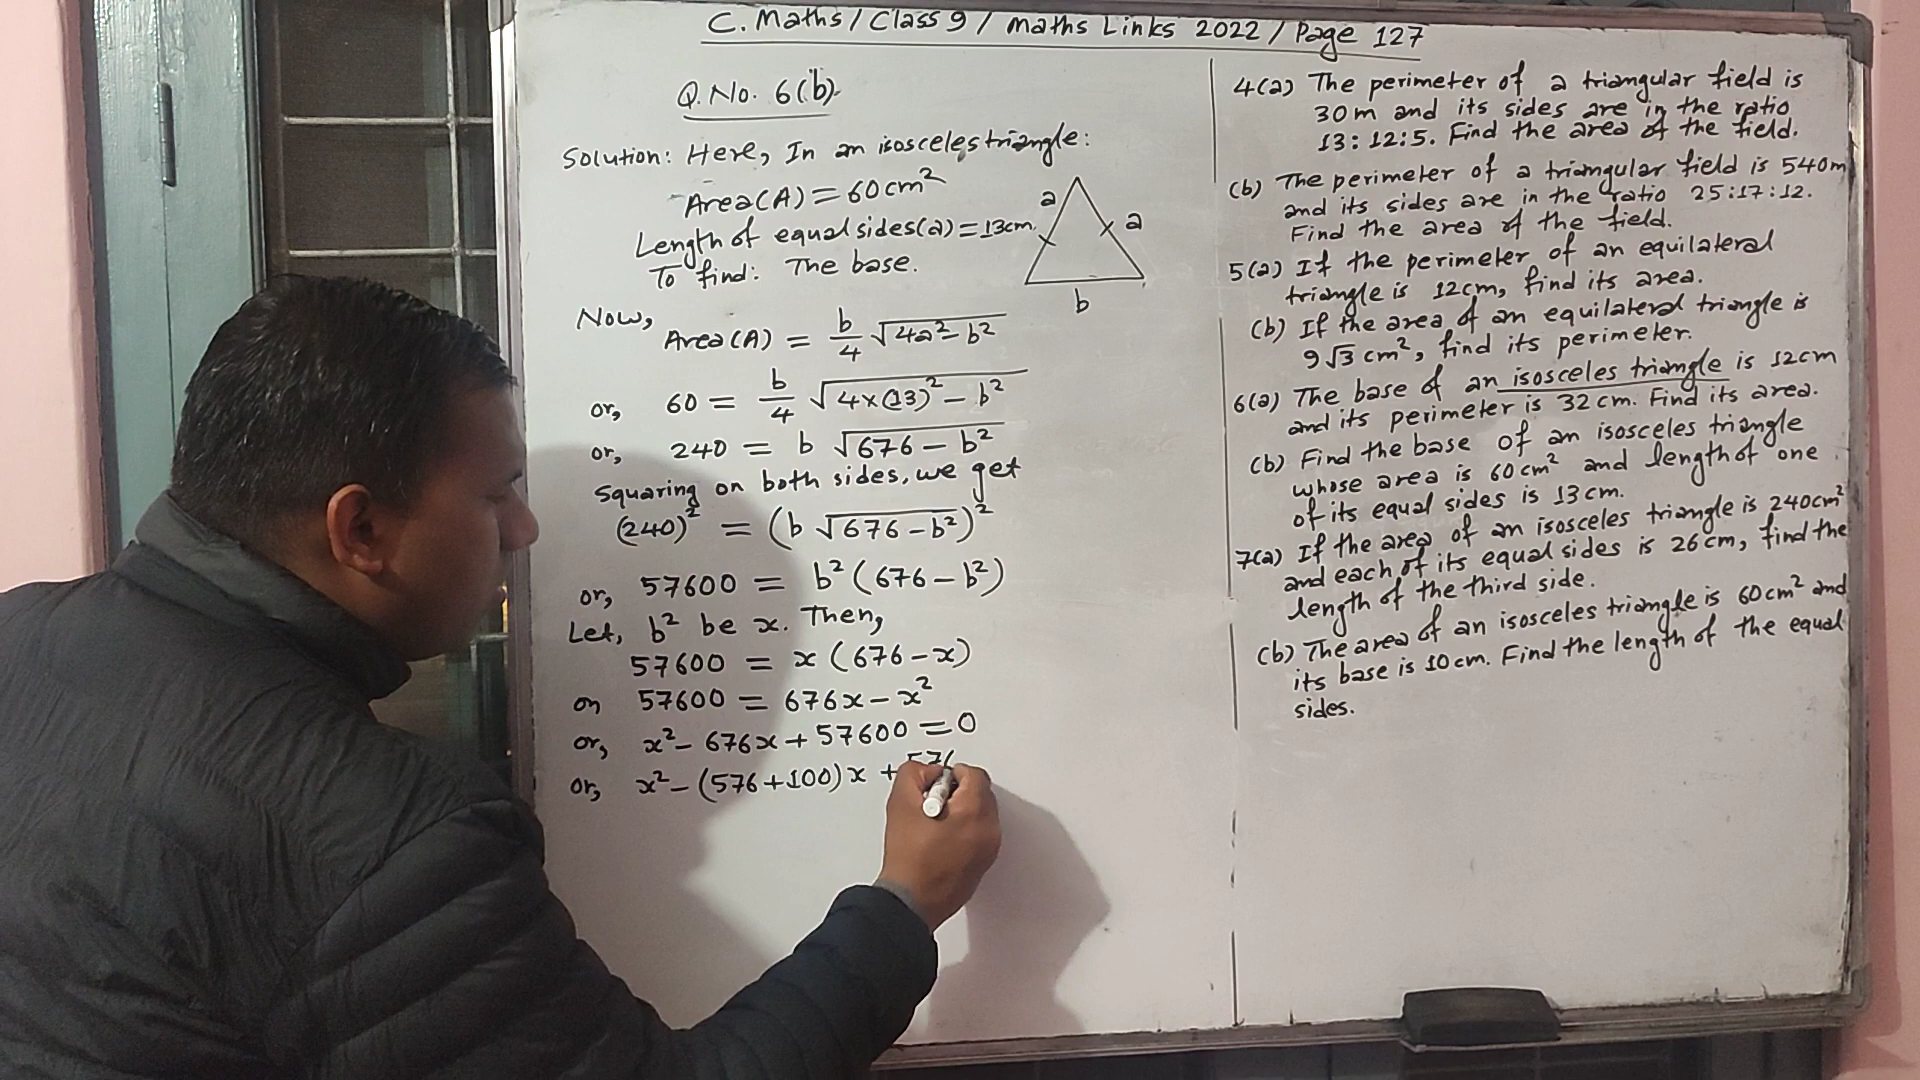 C. Maths / Class 9 / Maths Links 2022 / Page 127
Q. No. 6(b).
Solution: Here, In an isosceles triangle:
Area(A) = 60cm²
Length of equal sides(a) = 13cm.
To find: The base.
a
a
b
Now,
Area(A) = b/4 √(4a² - b²)
or, 60 = b/4 √(4×(13)² - b²)
or, 240 = b √(676 - b²)
Squaring on both sides, we get
(240)² = (b √(676 - b²))²
or, 57600 = b² (676 - b²)
Let, b² be x. Then,
57600 = x (676 - x)
or, 57600 = 676x - x²
or, x² - 676x + 57600 = 0
or, x² - (576+100)x + 576
4(a) The perimeter of a triangular field is
30m and its sides are in the ratio
13:12:5. Find the area of the field.
(b) The perimeter of a triangular field is 540m
and its sides are in the ratio 25:17:12.
Find the area of the field.
5(a) If the perimeter of an equilateral
triangle is 12cm, find its area.
(b) If the area of an equilateral triangle is
9√3 cm², find its perimeter.
6(a) The base of an isosceles triangle is 12cm
and its perimeter is 32cm. Find its area.
(b) Find the base of an isosceles triangle
whose area is 60cm² and length of one
of its equal sides is 13cm.
7(a) If the area of an isosceles triangle is 240cm²
and each of its equal sides is 26cm, find the
length of the third side.
(b) The area of an isosceles triangle is 60cm² and
its base is 10cm. Find the length of the equal
sides.